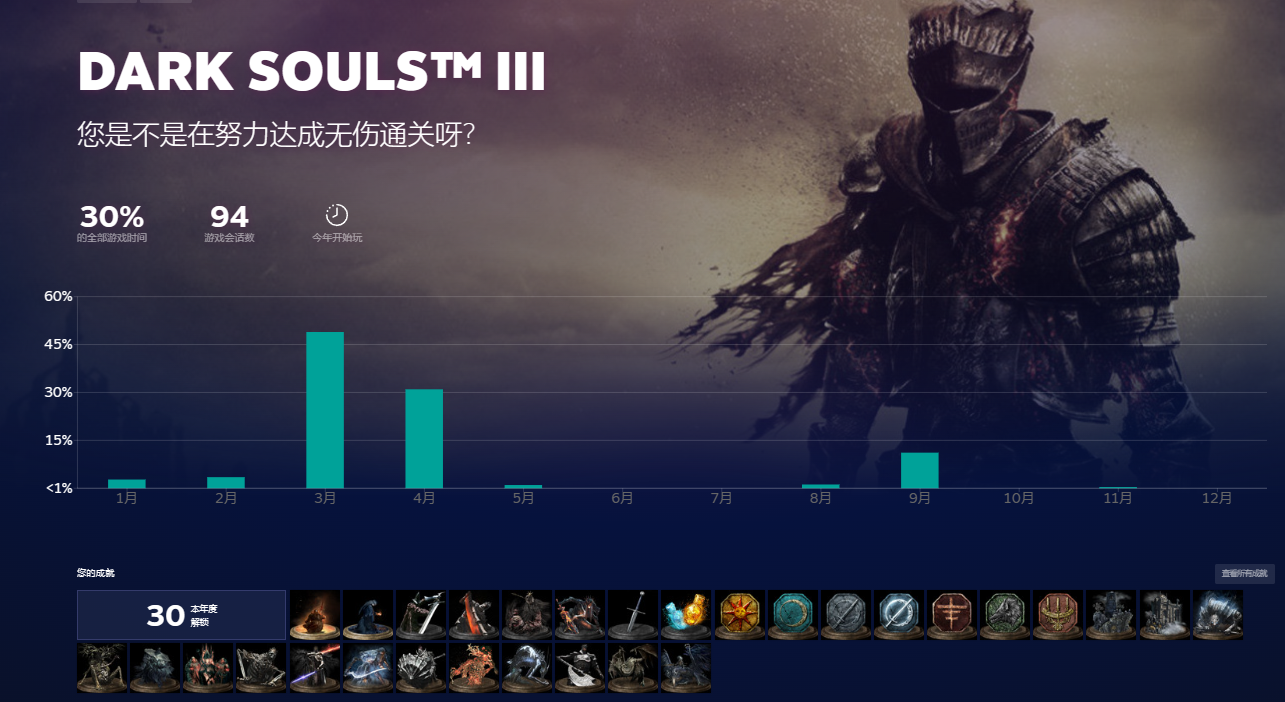 DARK SOULS™ III
您是不是在努力达成无伤通关呀?
30%
的全部游戏时间
94
游戏会话数
今年开始玩
60%
45%
30%
15%
<1%
1月 2月 3月 4月 5月 6月 7月 8月 9月 10月 11月 12月
您的成就
查看所有成就
30
本年度
解锁